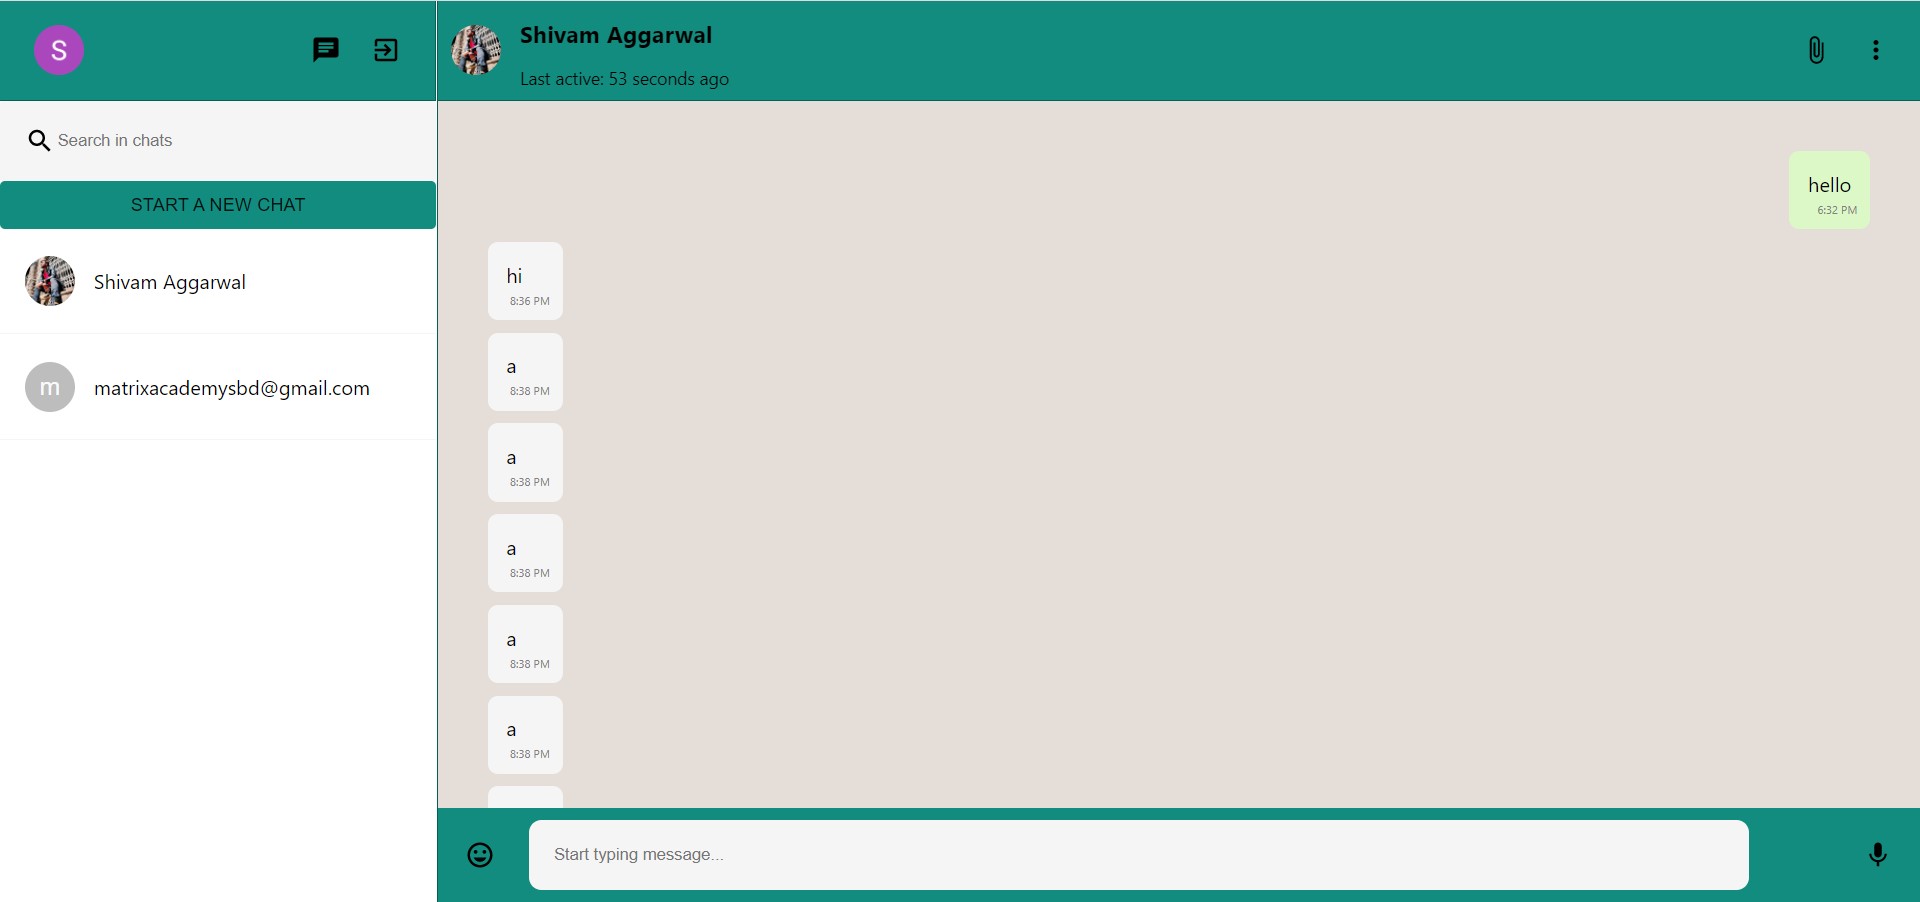 S
Search in chats
START A NEW CHAT
Shivam Aggarwal
m
matrixacademysbd@gmail.com
Shivam Aggarwal
Last active: 53 seconds ago
hello
6:32 PM
hi
8:36 PM
a
8:38 PM
a
8:38 PM
a
8:38 PM
a
8:38 PM
a
8:38 PM
Start typing message...